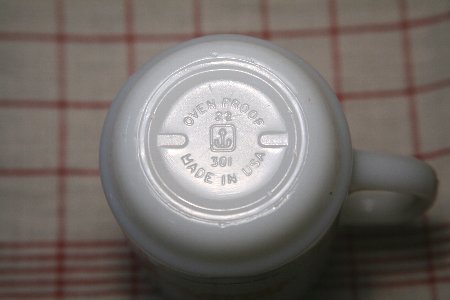 OVEN PROOF
22
301
MADE IN USA